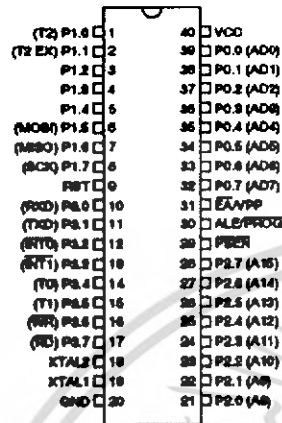 (T2) P1.0 1 40 VCC
(T2 EX) P1.1 2 39 P0.0 (AD0)
P1.2 3 38 P0.1 (AD1)
P1.3 4 37 P0.2 (AD2)
P1.4 5 36 P0.3 (AD3)
(MOSI) P1.5 6 35 P0.4 (AD4)
(MISO) P1.6 7 34 P0.5 (AD5)
(SCK) P1.7 8 33 P0.6 (AD6)
RST 9 32 P0.7 (AD7)
(RXD) P3.0 10 31 EA/VPP
(TXD) P3.1 11 30 ALE/PROG
(INT0) P3.2 12 29 PSEN
(INT1) P3.3 13 28 P2.7 (A15)
(T0) P3.4 14 27 P2.6 (A14)
(T1) P3.5 15 26 P2.5 (A13)
(WR) P3.6 16 25 P2.4 (A12)
(RD) P3.7 17 24 P2.3 (A11)
XTAL2 18 23 P2.2 (A10)
XTAL1 19 22 P2.1 (A9)
GND 20 21 P2.0 (A8)